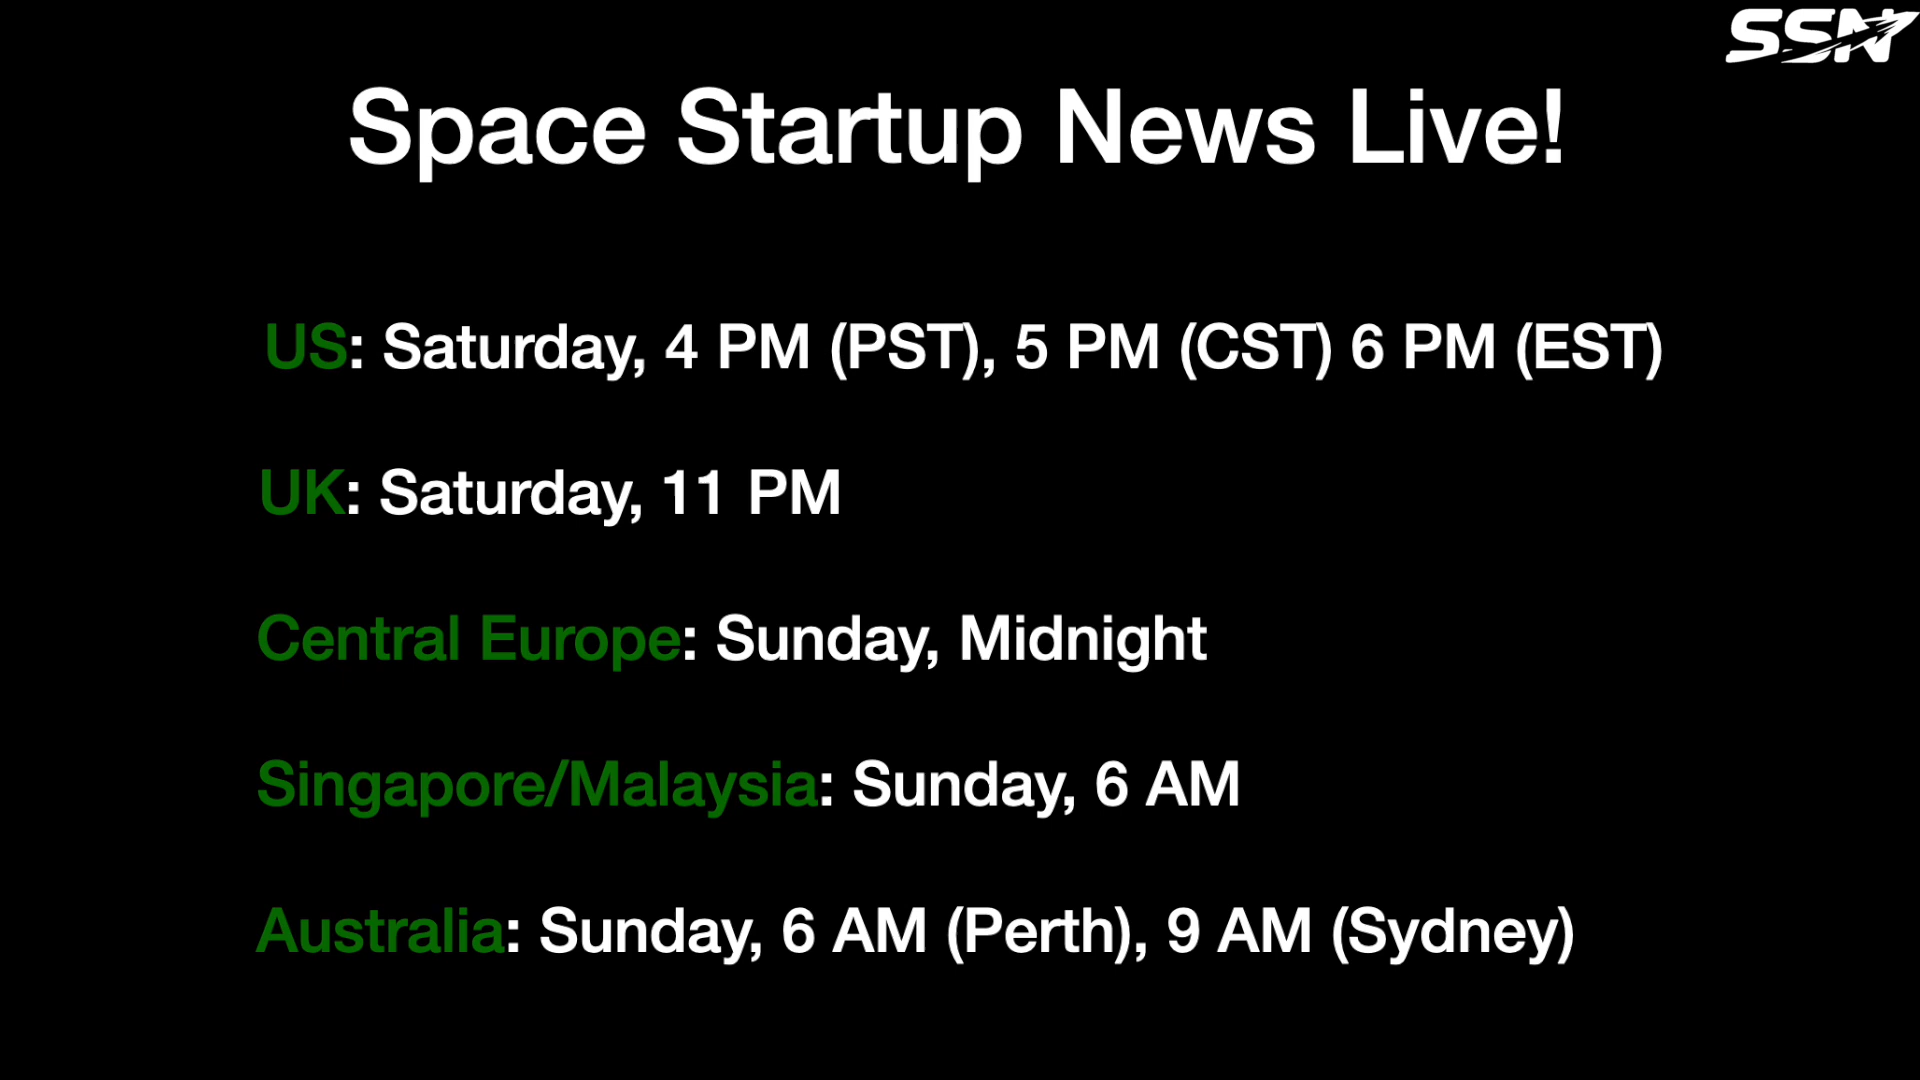 SSN
Space Startup News Live!
US: Saturday, 4 PM (PST), 5 PM (CST) 6 PM (EST)
UK: Saturday, 11 PM
Central Europe: Sunday, Midnight
Singapore/Malaysia: Sunday, 6 AM
Australia: Sunday, 6 AM (Perth), 9 AM (Sydney)